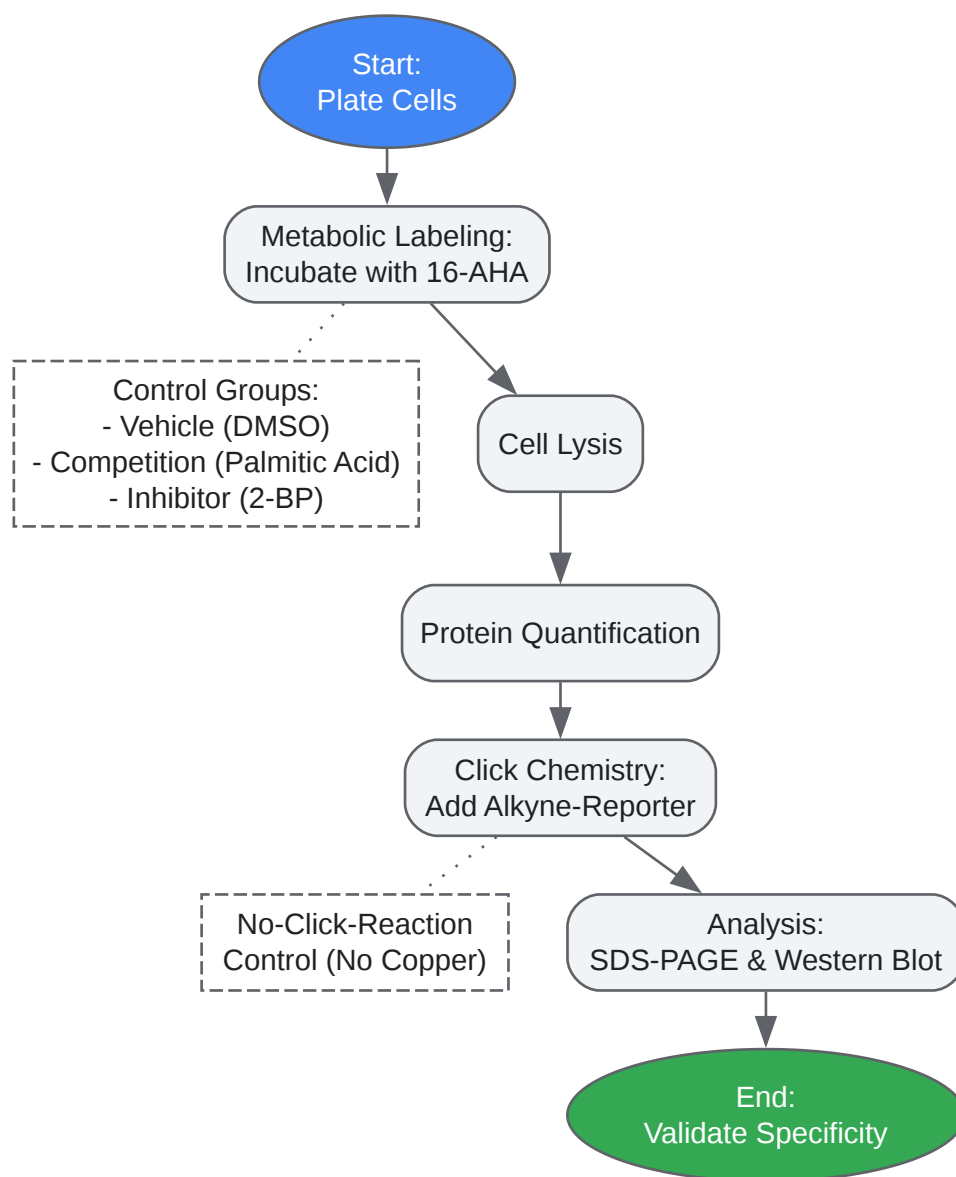 Start:
Plate Cells
Metabolic Labeling:
Incubate with 16-AHA
Control Groups:
- Vehicle (DMSO)
- Competition (Palmitic Acid)
- Inhibitor (2-BP)
Cell Lysis
Protein Quantification
Click Chemistry:
Add Alkyne-Reporter
No-Click-Reaction
Control (No Copper)
Analysis:
SDS-PAGE & Western Blot
End:
Validate Specificity